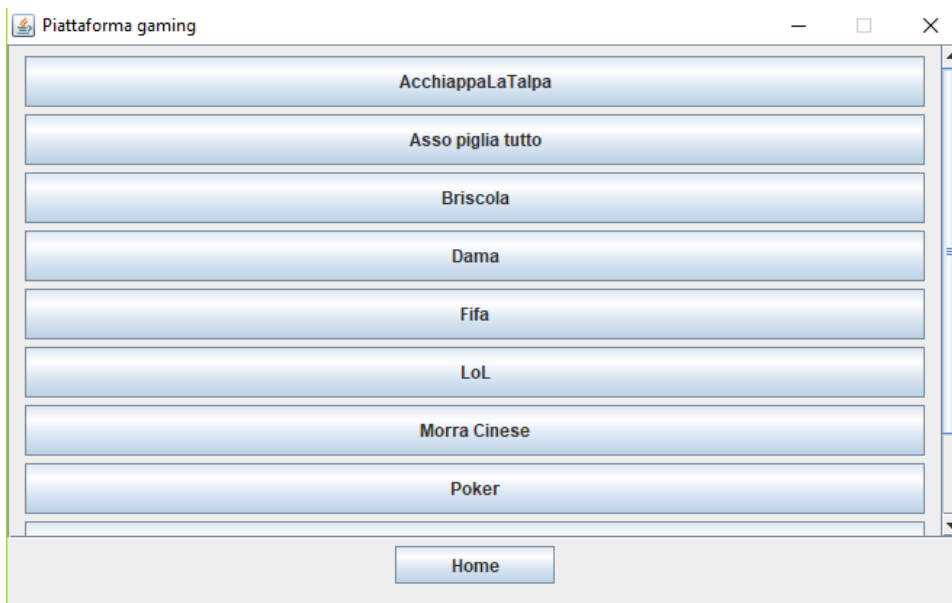 Piattaforma gaming
AcchiappaLaTalpa
Asso piglia tutto
Briscola
Dama
Fifa
LoL
Morra Cinese
Poker
Home